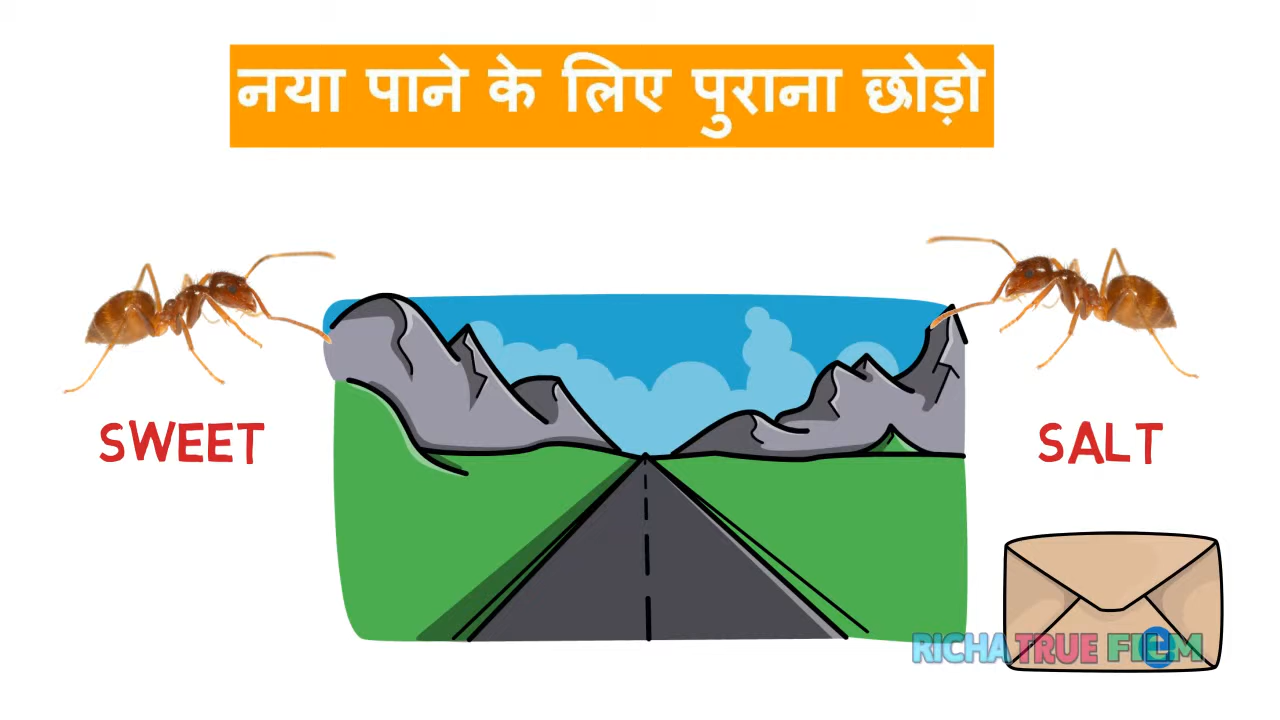 नया पाने के लिए पुराना छोड़ो
SWEET
SALT
RICHA TRUE FILM